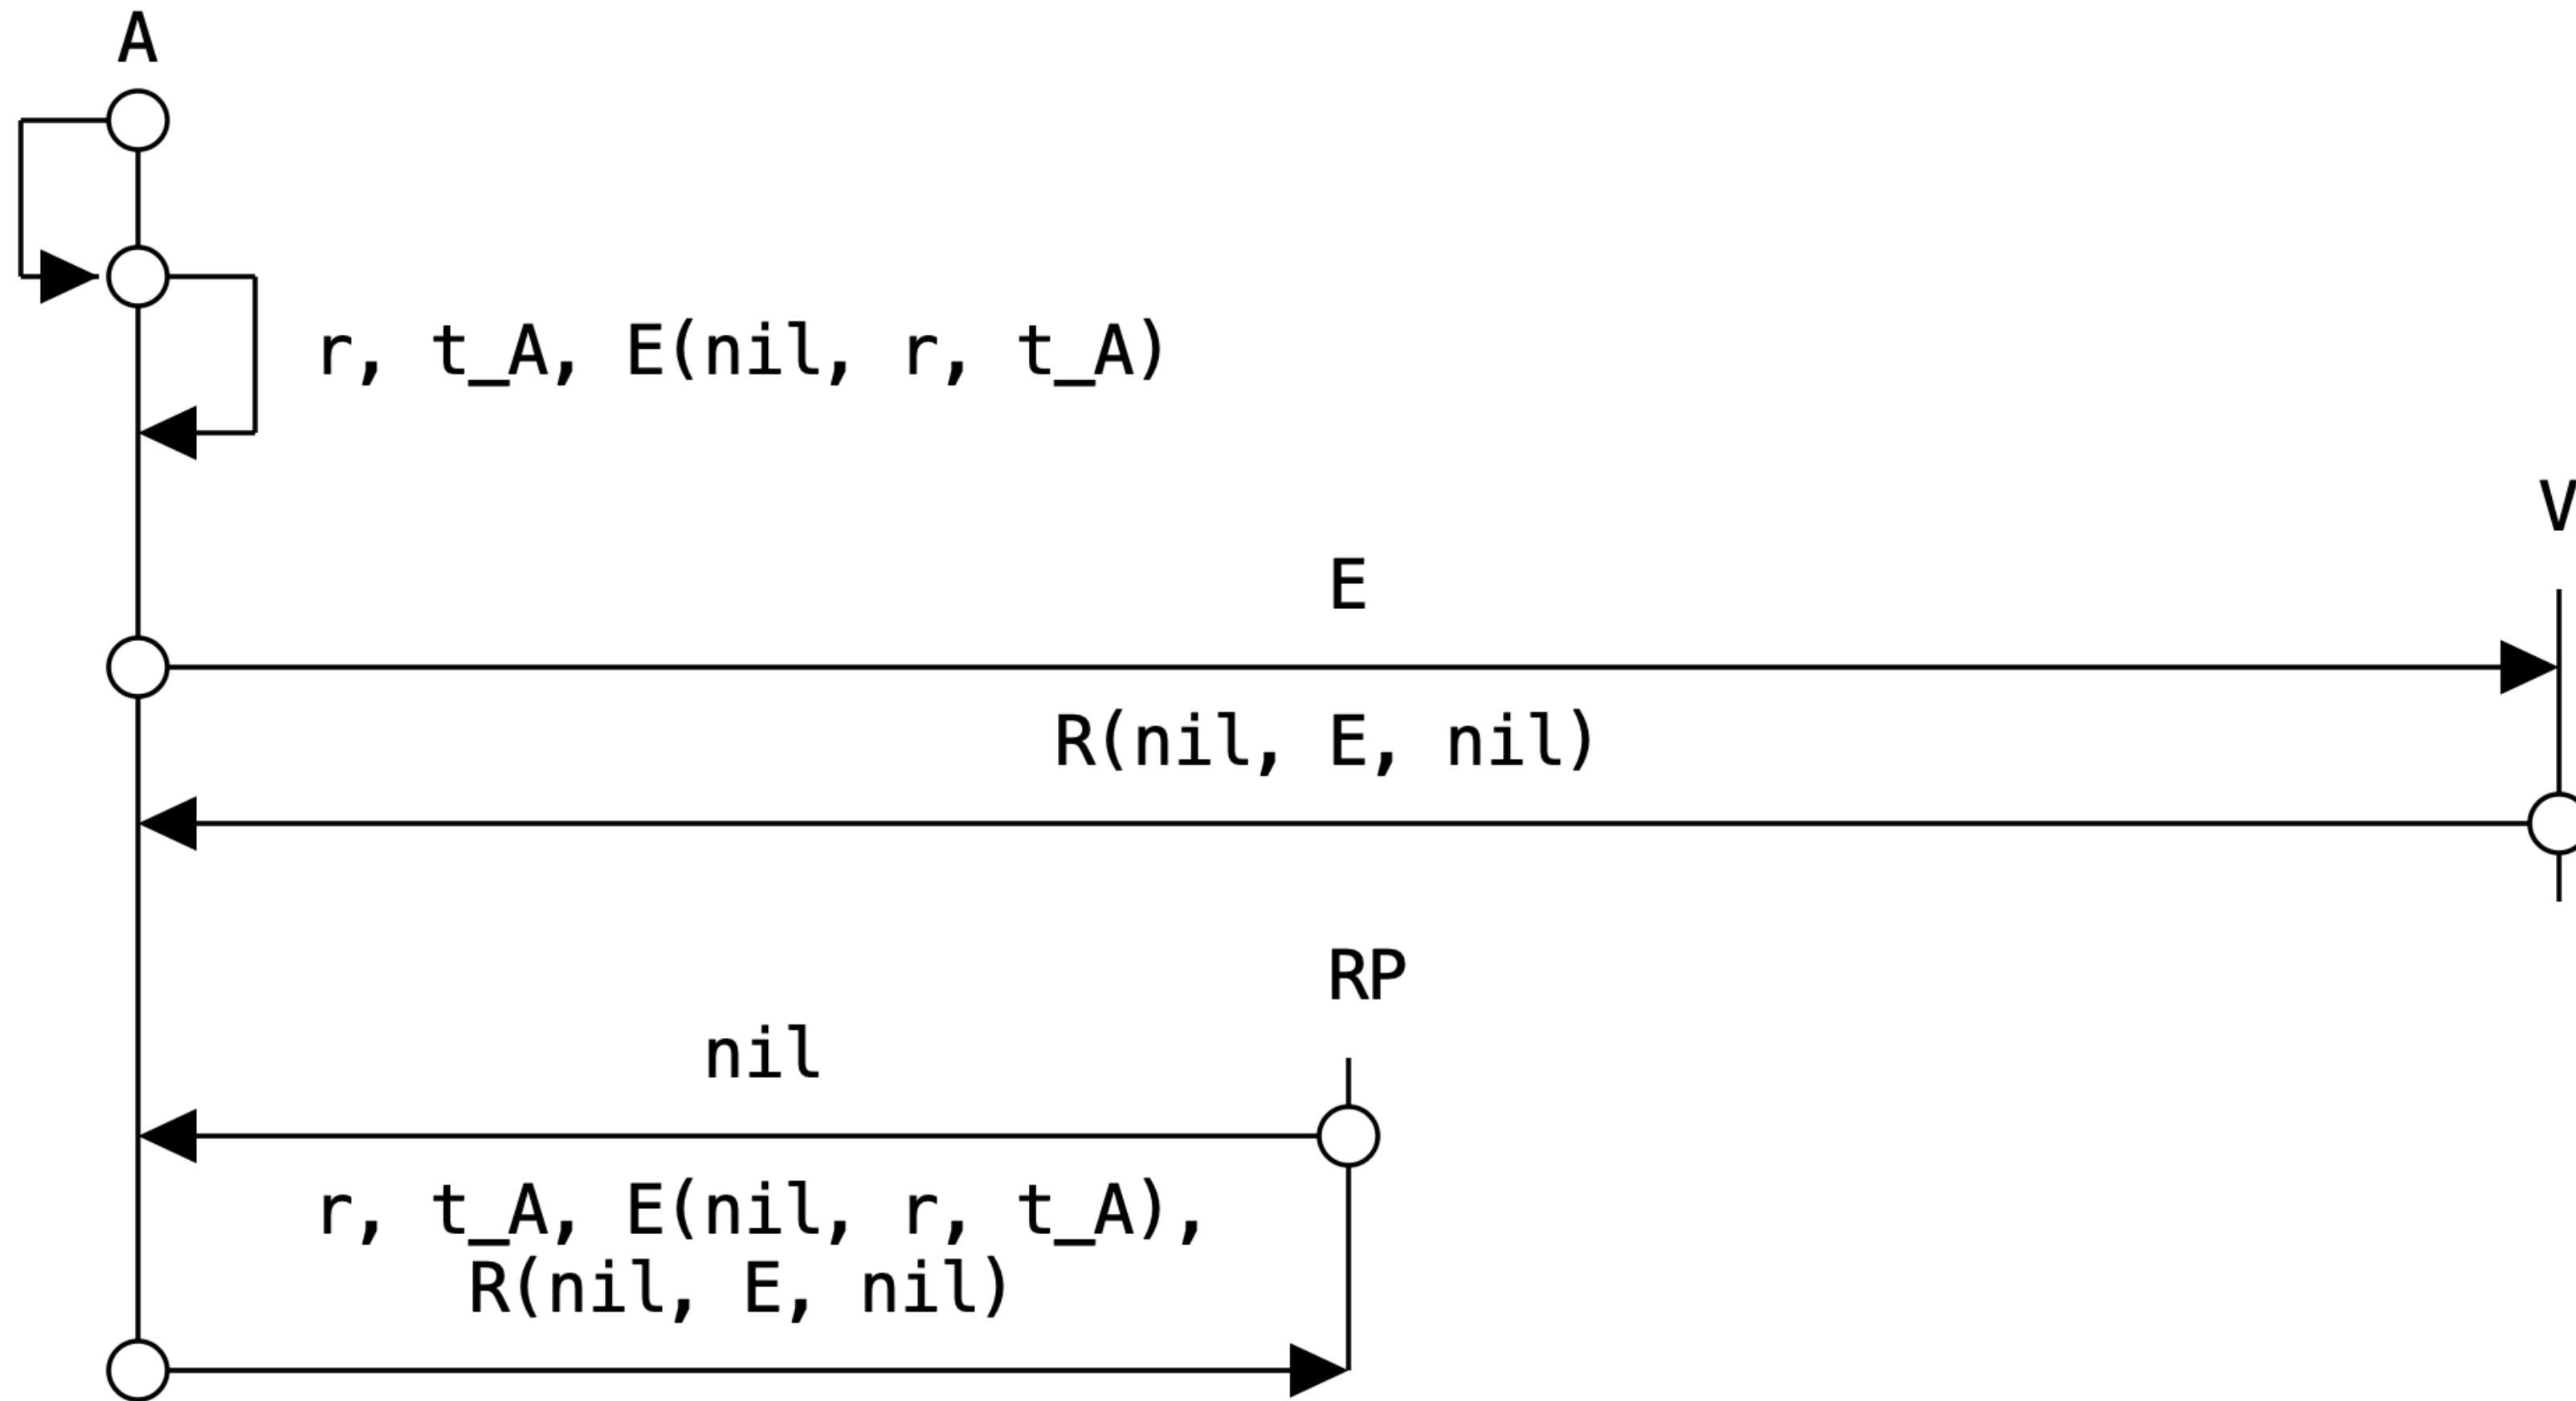 A
r, t_A, E(nil, r, t_A)
V
E
R(nil, E, nil)
RP
nil
r, t_A, E(nil, r, t_A),
R(nil, E, nil)